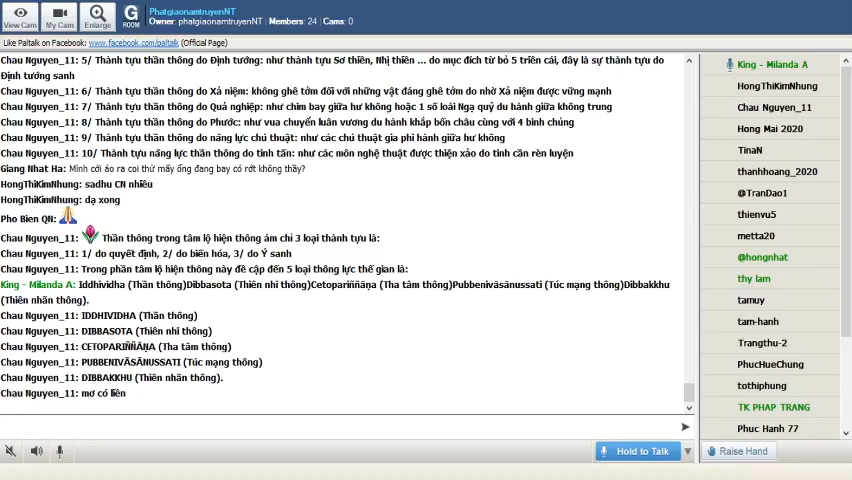 View Cam
My Cam
Enlarge
G
ROOM
PhatgiaonamtruyenNT
Owner: phatgiaonamtruyenNT | Members: 24 | Cams: 0
Like Paltalk on Facebook: www.facebook.com/paltalk (Official Page)
Chau Nguyen_11: 5/ Thành tựu thần thông do Định tướng: như thành tựu Sơ thiền, Nhị thiền ... do mục đích từ bỏ 5 triền cái, đây là sự thành tựu do
Định tướng sanh
Chau Nguyen_11: 6/ Thành tựu thần thông do Xả niệm: không ghê tởm đối với những vật đáng ghê tởm do nhờ Xả niệm được vững mạnh
Chau Nguyen_11: 7/ Thành tựu thần thông do Quả nghiệp: như chim bay giữa hư không hoặc 1 số loài Ngạ quỷ du hành giữa không trung
Chau Nguyen_11: 8/ Thành tựu thần thông do Phước: như vua chuyển luân vương du hành khắp bốn châu cùng với 4 binh chủng
Chau Nguyen_11: 9/ Thành tựu thần thông do năng lực chú thuật: như các chú thuật gia phi hành giữa hư không
Chau Nguyen_11: 10/ Thành tựu năng lực thần thông do tinh tấn: như các môn nghệ thuật được thiện xảo do tinh cần rèn luyện
Giang Nhat Ha: Mình cởi áo ra coi thử mấy ổng đang bay có rớt không thầy?
HongThiKimNhung: sadhu CN nhiều
HongThiKimNhung: dạ xong
Pho Bien QN:
Chau Nguyen_11: Thần thông trong tâm lộ hiện thông ám chỉ 3 loại thành tựu là:
Chau Nguyen_11: 1/ do quyết định, 2/ do biến hóa, 3/ do Ý sanh
Chau Nguyen_11: Trong phần tâm lộ hiện thông này đề cập đến 5 loại thông lực thế gian là:
King - Milanda A: Iddhividha (Thần thông)Dibbasota (Thiên nhĩ thông)Cetopariññāṇa (Tha tâm thông)Pubbenivāsānussati (Túc mạng thông)Dibbakkhu
(Thiên nhãn thông).
Chau Nguyen_11: IDDHIVIDHA (Thần thông)
Chau Nguyen_11: DIBBASOTA (Thiên nhĩ thông)
Chau Nguyen_11: CETOPARIÑÑĀṆA (Tha tâm thông)
Chau Nguyen_11: PUBBENIVĀSĀNUSSATI (Túc mạng thông)
Chau Nguyen_11: DIBBAKKHU (Thiên nhãn thông).
Chau Nguyen_11: mơ có liên
Hold to Talk
King - Milanda A
HongThiKimNhung
Chau Nguyen_11
Hong Mai 2020
TinaN
thanhhoang_2020
@TranDao1
thienvu5
metta20
@hongnhat
thy lam
tamuy
tam-hanh
Trangthu-2
PhucHueChung
tothiphung
TK PHAP TRANG
Phuc Hanh 77
Raise Hand